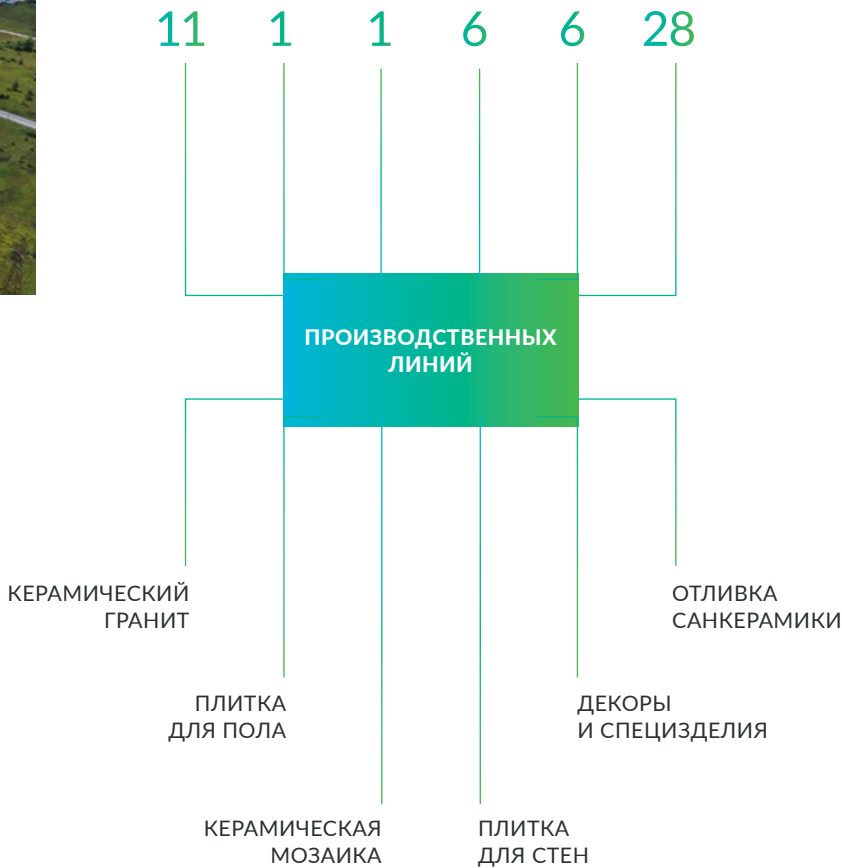 11 1 1 6 6 28
ПРОИЗВОДСТВЕННЫХ
ЛИНИЙ
КЕРАМИЧЕСКИЙ
ГРАНИТ
ОТЛИВКА
САНКЕРАМИКИ
ПЛИТКА
ДЛЯ ПОЛА
ДЕКОРЫ
И СПЕЦИЗДЕЛИЯ
КЕРАМИЧЕСКАЯ
МОЗАИКА
ПЛИТКА
ДЛЯ СТЕН